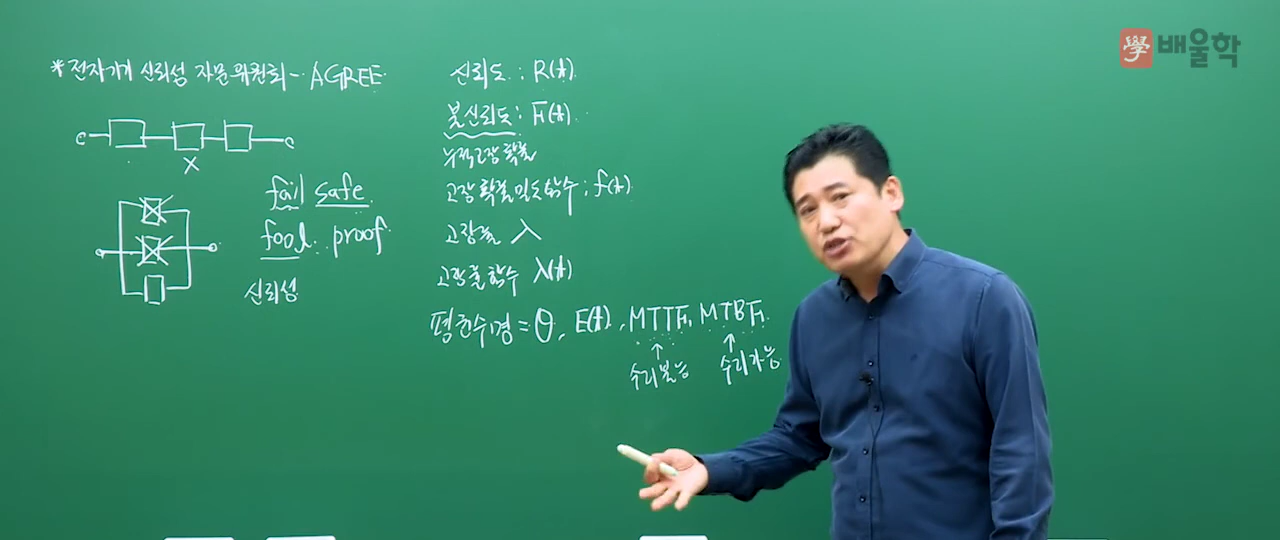 學 배울학
* 전자기기 신뢰성 자문위원회 - AGREE
X
fail safe
fool proof
신뢰성
신뢰도 : R(t)
불신뢰도 : F(t)
누적고장확률
고장확률밀도함수 : f(t)
고장률 λ
고장률함수 λ(t)
평균수명 = θ, E(t), MTTF, MTBF
↑ ↑
수리불능 수리가능